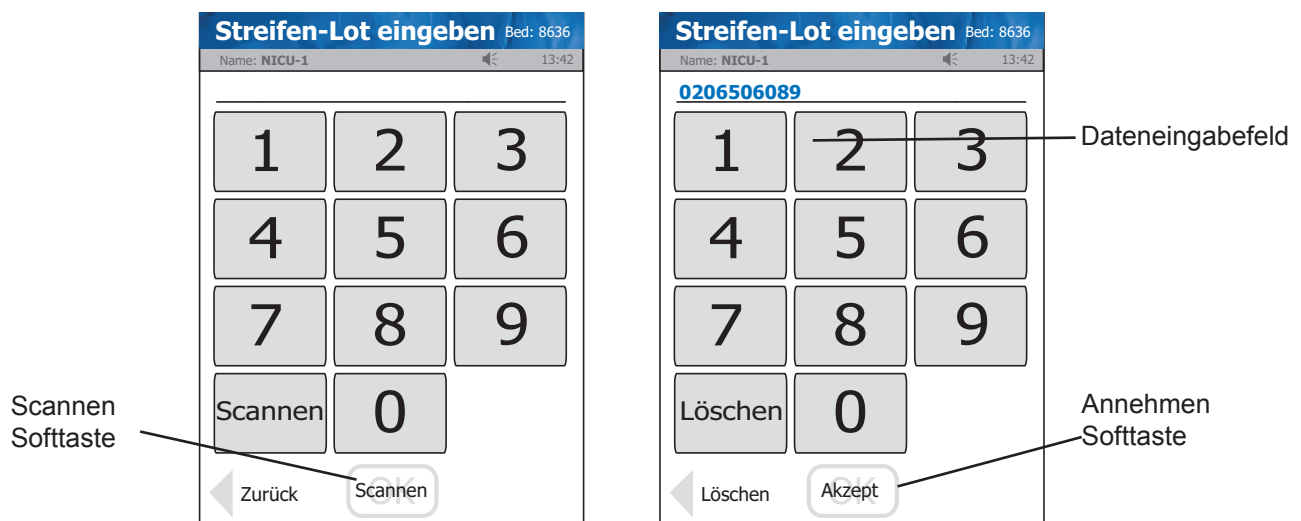 Streifen-Lot eingeben Bed: 8636
Name: NICU-1 13:42
1 2 3
4 5 6
7 8 9
Scannen 0
Zurück Scannen OK
Scannen
Softtaste
Streifen-Lot eingeben Bed: 8636
Name: NICU-1 13:42
0206506089
1 2 3
4 5 6
7 8 9
Löschen 0
Löschen Akzept OK
Dateneingabefeld
Annehmen
Softtaste